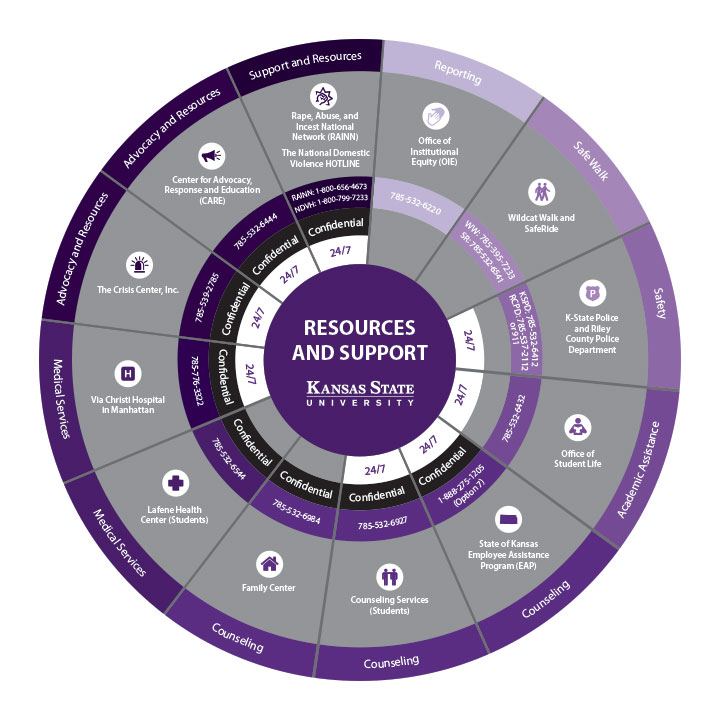 RESOURCES
AND SUPPORT
KANSAS STATE
UNIVERSITY
Support and Resources
Rape, Abuse, and
Incest National
Network (RAINN)
The National Domestic
Violence HOTLINE
RAINN: 1-800-656-4673
NDVH: 1-800-799-7233
Confidential
24/7
Reporting
Office of
Institutional
Equity (OIE)
785-532-6220
Safe Walk
Wildcat Walk and
SafeRide
WW: 785-395-7233
SR: 785-532-6541
Safety
P
K-State Police
and Riley
County Police
Department
KSPD: 785-532-6412
RCPD: 785-537-2112
or 911
24/7
Academic Assistance
Office of
Student Life
785-532-6432
24/7
Counseling
State of Kansas
Employee Assistance
Program (EAP)
1-888-275-1205
(Option 7)
Confidential
24/7
Counseling
Counseling Services
(Students)
785-532-6927
Confidential
24/7
Counseling
Family Center
785-532-6984
Confidential
Medical Services
Lafene Health
Center (Students)
785-532-6544
Confidential
Medical Services
H
Via Christi Hospital
in Manhattan
785-776-3322
Confidential
24/7
Advocacy and Resources
The Crisis Center, Inc.
785-539-2785
Confidential
24/7
Advocacy and Resources
Center for Advocacy,
Response and Education
(CARE)
785-532-6444
Confidential
24/7